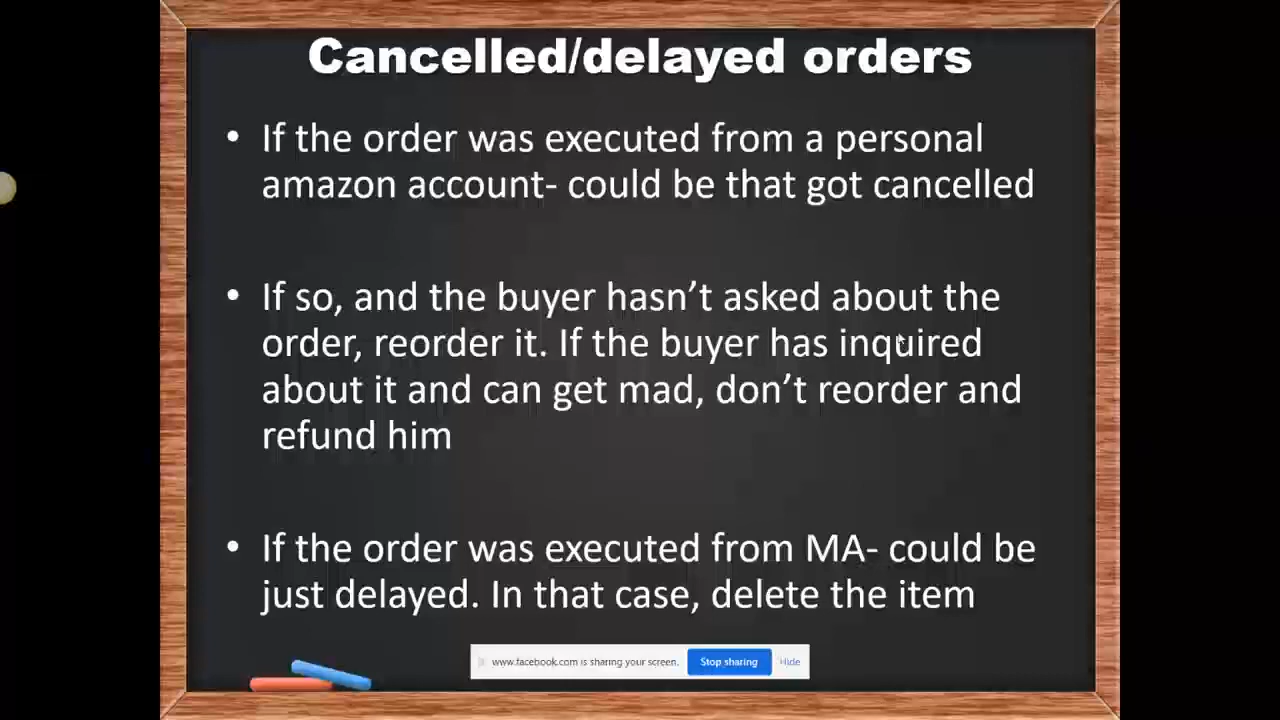 Cancelled/delayed orders
• If the order was executed from a personal
amazon account- could be that got cancelled
• If so, and the buyer hasn’t asked about the
order, reorder it. If the buyer has inquired
about it and can get mad, don’t reorder and
refund him
• If the order was executed from MA- could be
just delayed. In that case, delete the item
www.facebook.com is sharing your screen. Stop sharing Hide